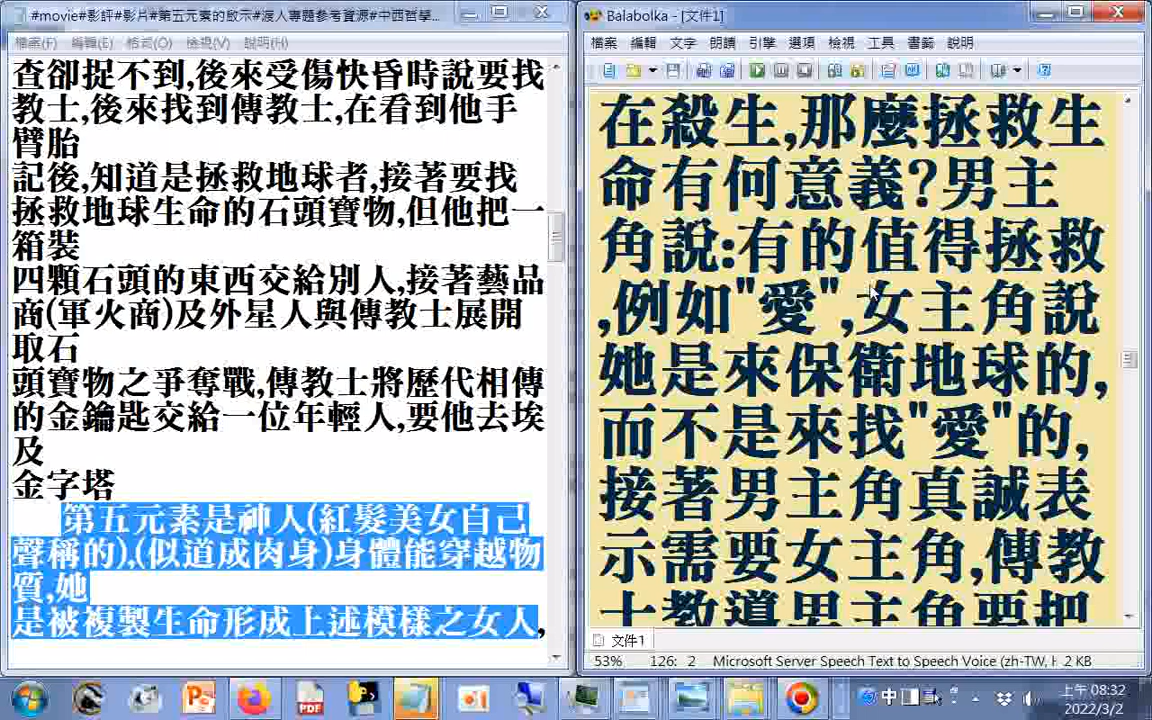 #movie#影評#影片#第五元素的啟示#渡人專題參考資源#中西哲學...
檔案(F) 編輯(E) 格式(O) 檢視(V) 說明(H)
查卻捉不到,後來受傷快昏時說要找
教士,後來找到傳教士,在看到他手
臂胎
記後,知道是拯救地球者,接著要找
拯救地球生命的石頭寶物,但他把一
箱裝
四顆石頭的東西交給別人,接著藝品
商(軍火商)及外星人與傳教士展開
取石
頭寶物之爭奪戰,傳教士將歷代相傳
的金鑰匙交給一位年輕人,要他去埃
及
金字塔
第五元素是神人(紅髮美女自己
聲稱的),(似道成肉身)身體能穿越物
質,她
是被複製生命形成上述模樣之女人,
Balabolka - [文件1]
檔案 編輯 文字 朗讀 引擎 選項 檢視 工具 書籤 說明
在殺生,那麼拯救生
命有何意義?男主
角說:有的值得拯救
,例如"愛",女主角說
她是來保衛地球的,
而不是來找"愛"的,
接著男主角真誠表
示需要女主角,傳教
士教導男主角要把
文件1
53% 126: 2 Microsoft Server Speech Text to Speech Voice (zh-TW, H 2 KB
中
上午 08:32
2022/3/2